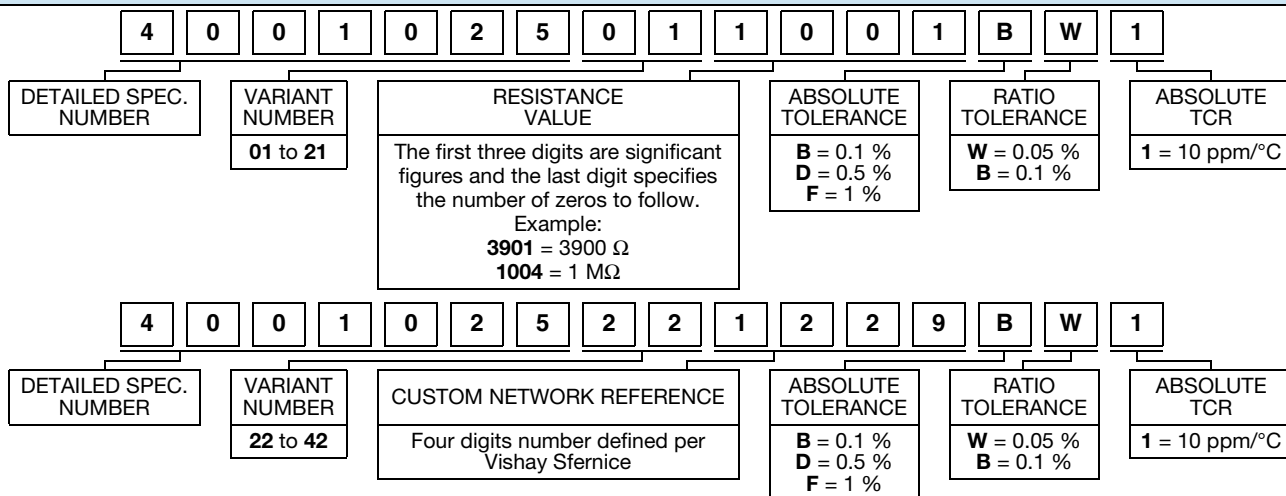 4 0 0 1 0 2 5 0 1 1 0 0 1 B W 1
DETAILED SPEC.
NUMBER
VARIANT
NUMBER
01 to 21
RESISTANCE
VALUE
The first three digits are significant
figures and the last digit specifies
the number of zeros to follow.
Example:
3901 = 3900 Ω
1004 = 1 MΩ
ABSOLUTE
TOLERANCE
B = 0.1 %
D = 0.5 %
F = 1 %
RATIO
TOLERANCE
W = 0.05 %
B = 0.1 %
ABSOLUTE
TCR
1 = 10 ppm/°C
4 0 0 1 0 2 5 2 2 1 2 2 9 B W 1
DETAILED SPEC.
NUMBER
VARIANT
NUMBER
22 to 42
CUSTOM NETWORK REFERENCE
Four digits number defined per
Vishay Sfernice
ABSOLUTE
TOLERANCE
B = 0.1 %
D = 0.5 %
F = 1 %
RATIO
TOLERANCE
W = 0.05 %
B = 0.1 %
ABSOLUTE
TCR
1 = 10 ppm/°C